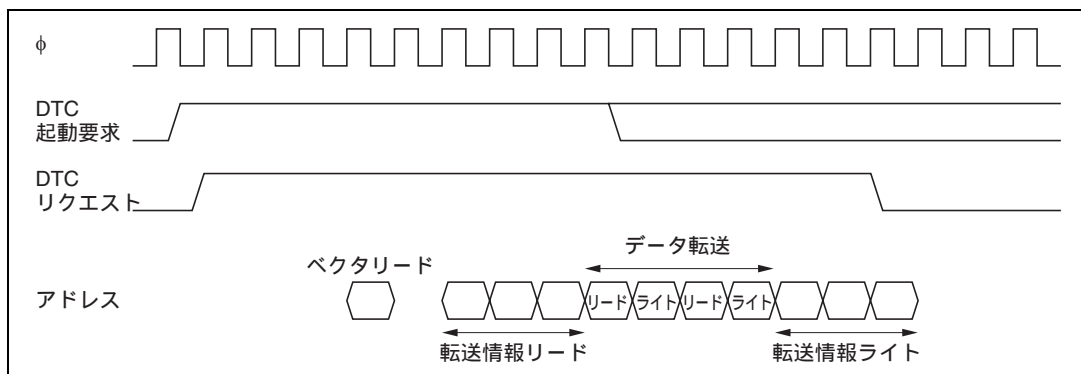 φ
DTC
起動要求
DTC
リクエスト
データ転送
ベクタリード
アドレス
リード ライト リード ライト
転送情報リード
転送情報ライト